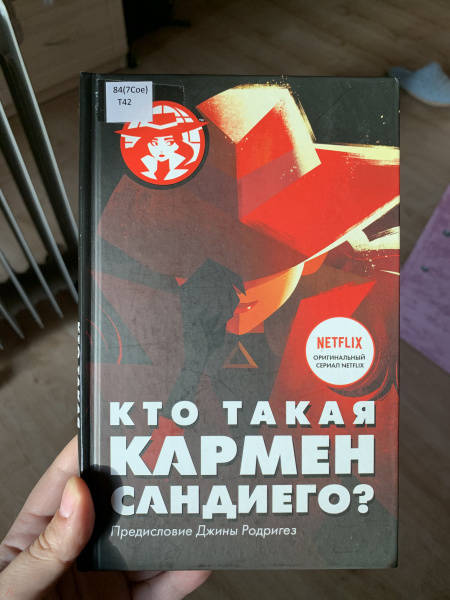 84(7Сое)
Т42
NETFLIX
ОРИГИНАЛЬНЫЙ
СЕРИАЛ NETFLIX
КТО ТАКАЯ
КАРМЕН
САНДИЕГО?
Предисловие Джины Родригез